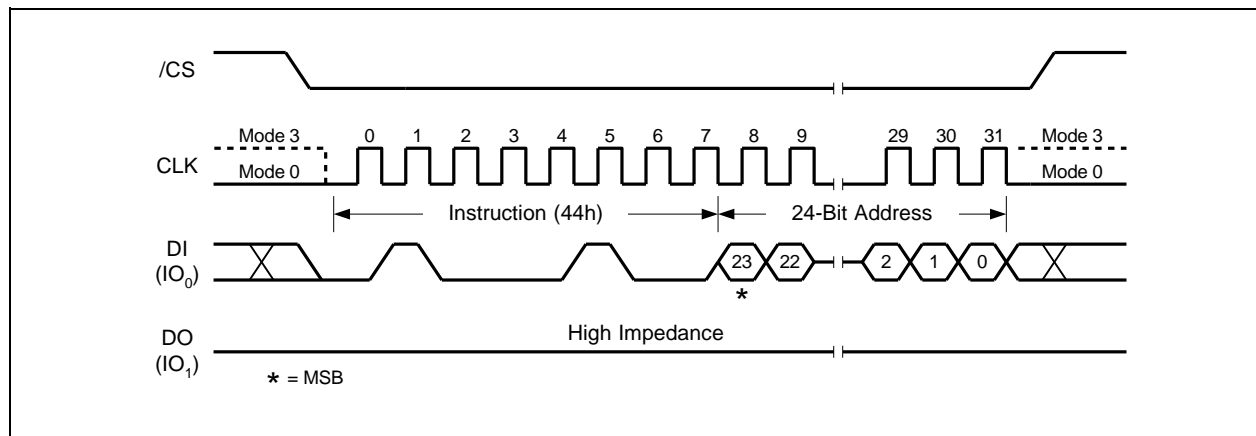 /CS
Mode 3 0 1 2 3 4 5 6 7 8 9 29 30 31 Mode 3
CLK
Mode 0 Mode 0
Instruction (44h) 24-Bit Address
DI
(IO0)
23 22 2 1 0
*
High Impedance
DO
(IO1)
* = MSB